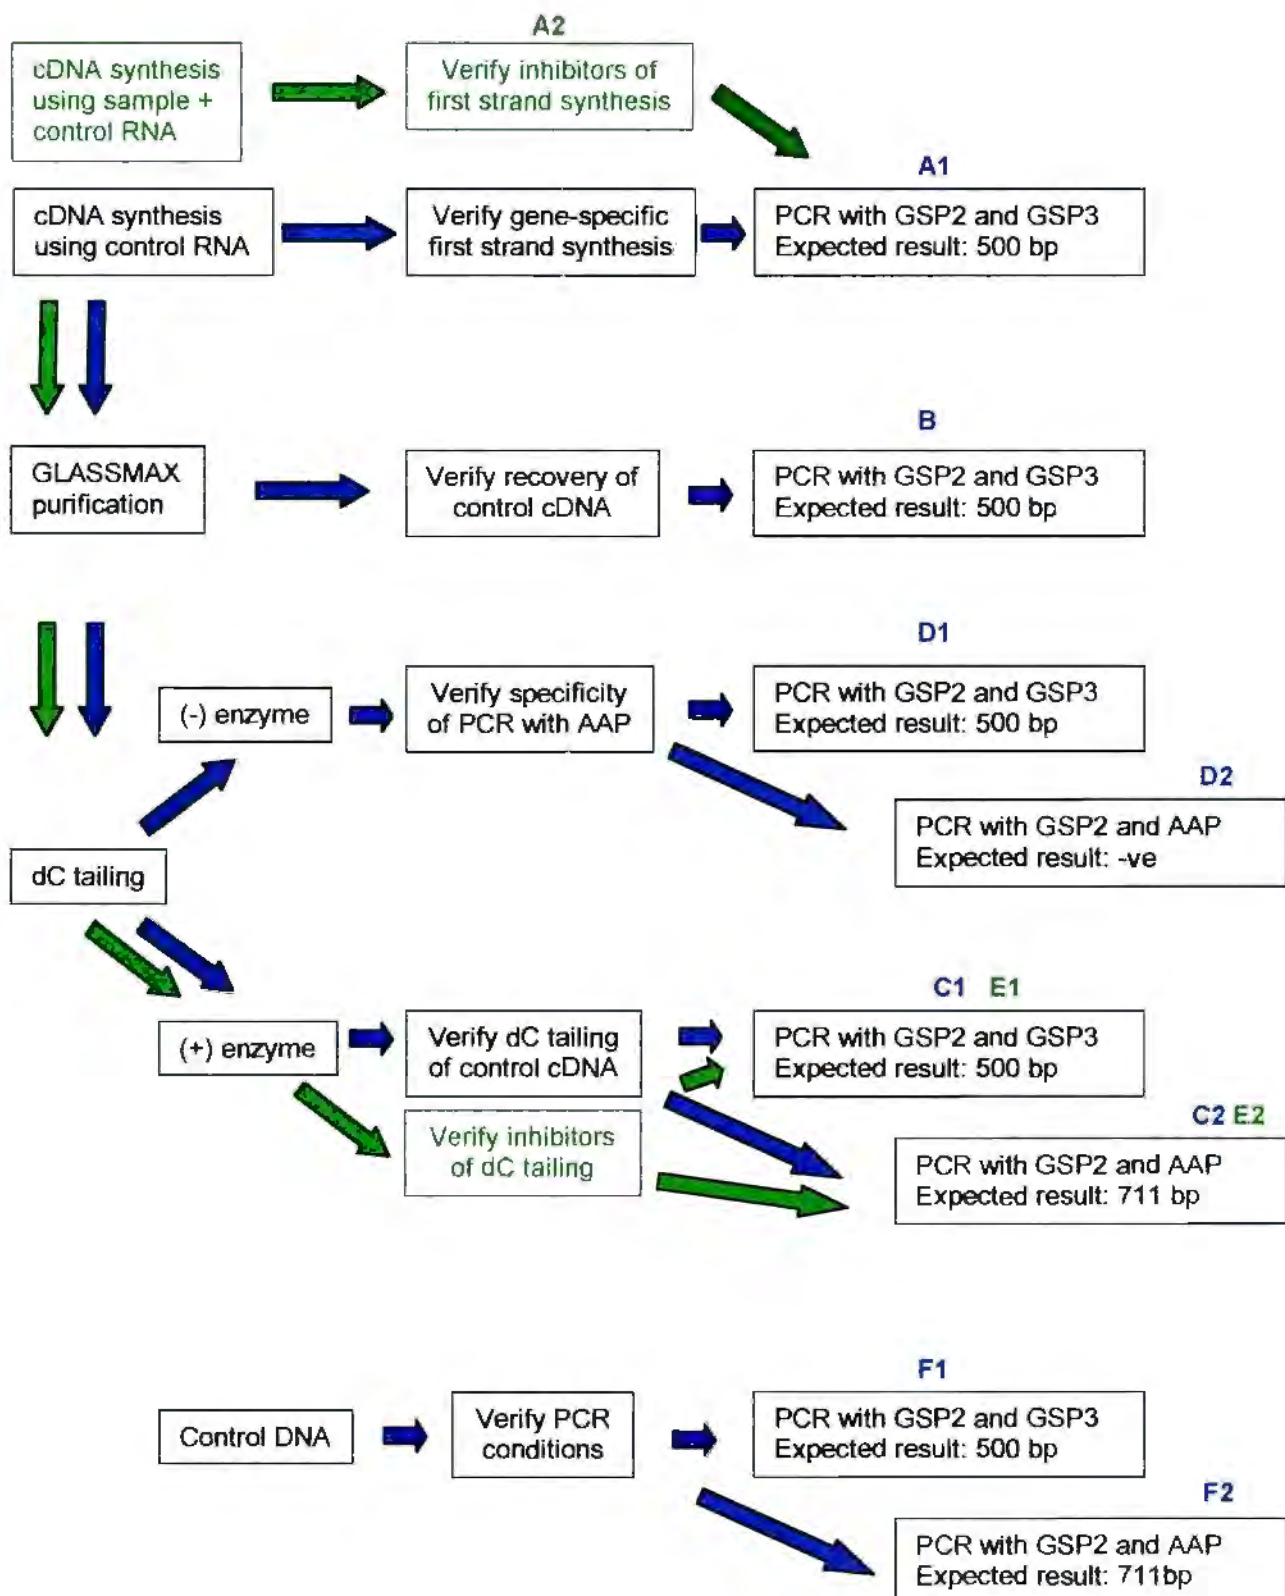 A2
cDNA synthesis
using sample +
control RNA
Verify inhibitors of
first strand synthesis
A1
cDNA synthesis
using control RNA
Verify gene-specific
first strand synthesis
PCR with GSP2 and GSP3
Expected result: 500 bp
B
GLASSMAX
purification
Verify recovery of
control cDNA
PCR with GSP2 and GSP3
Expected result: 500 bp
D1
(-) enzyme
Verify specificity
of PCR with AAP
PCR with GSP2 and GSP3
Expected result: 500 bp
D2
PCR with GSP2 and AAP
Expected result: -ve
dC tailing
C1 E1
(+) enzyme
Verify dC tailing
of control cDNA
PCR with GSP2 and GSP3
Expected result: 500 bp
C2 E2
Verify inhibitors
of dC tailing
PCR with GSP2 and AAP
Expected result: 711 bp
F1
Control DNA
Verify PCR
conditions
PCR with GSP2 and GSP3
Expected result: 500 bp
F2
PCR with GSP2 and AAP
Expected result: 711bp